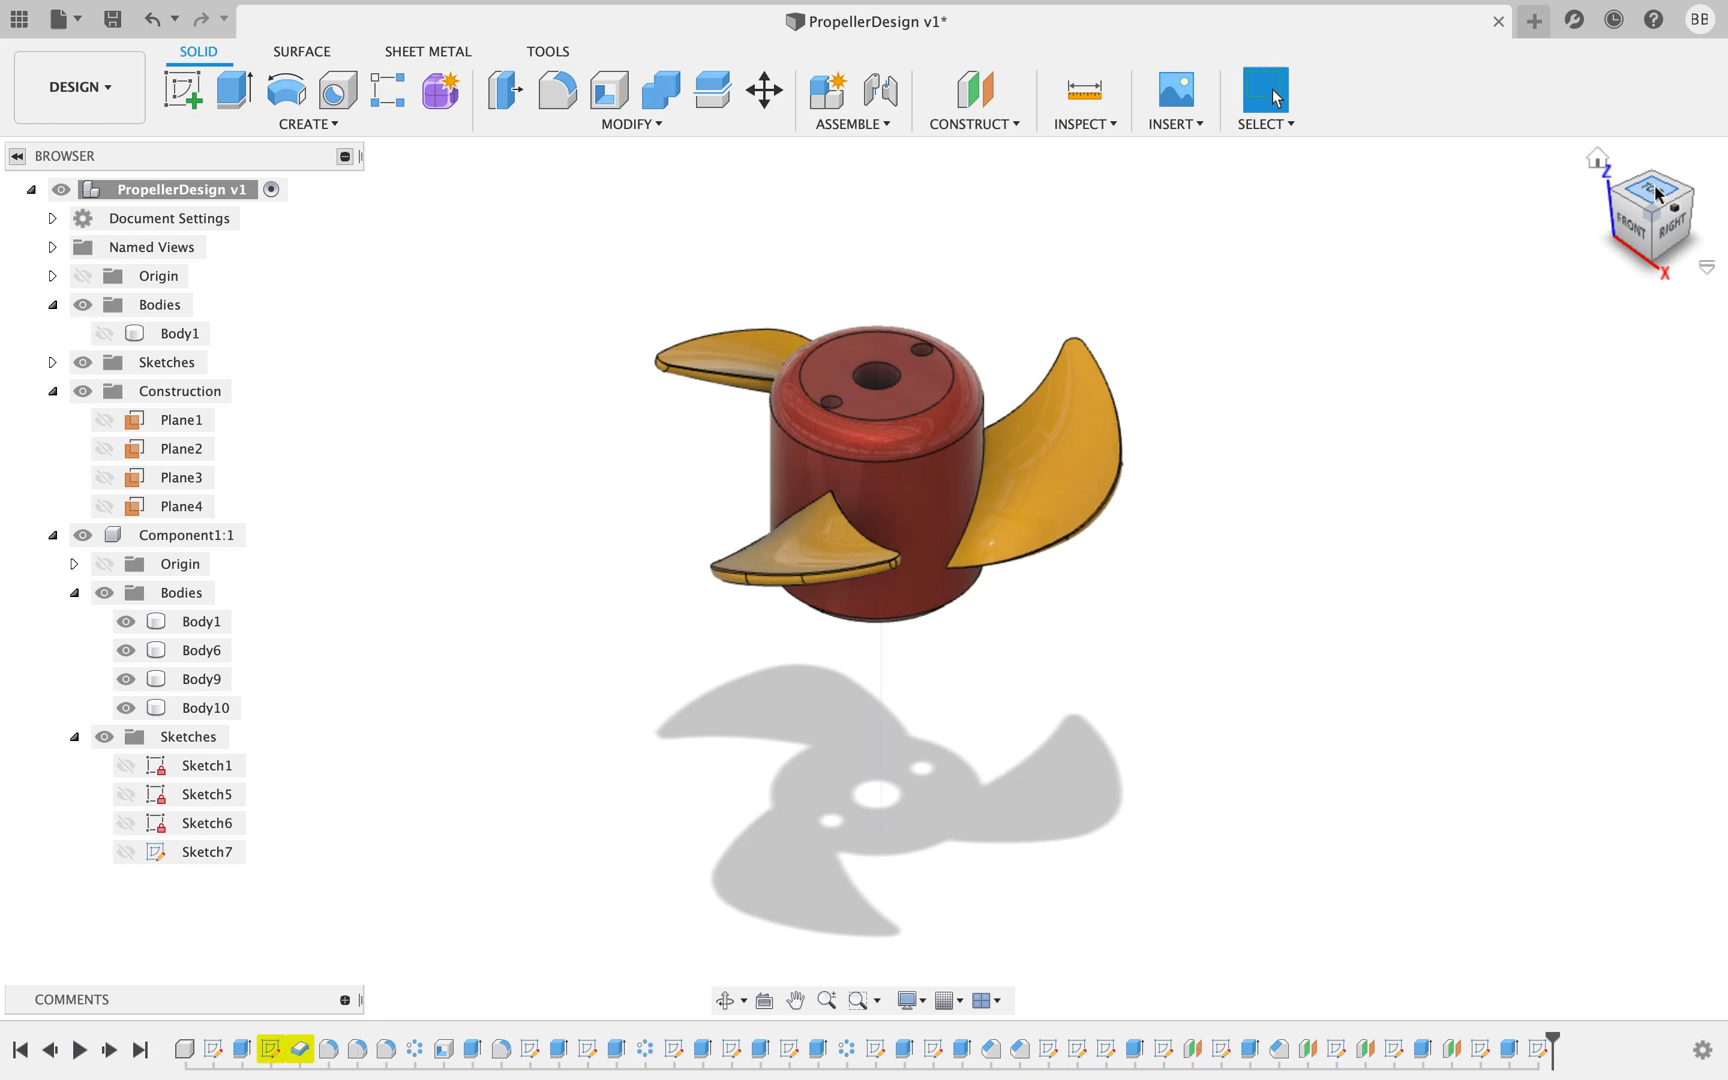 PropellerDesign v1*
BB
SOLID
SURFACE
SHEET METAL
TOOLS
DESIGN
CREATE
MODIFY
ASSEMBLE
CONSTRUCT
INSPECT
INSERT
SELECT
BROWSER
PropellerDesign v1
Document Settings
Named Views
Origin
Bodies
Body1
Sketches
Construction
Plane1
Plane2
Plane3
Plane4
Component1:1
Origin
Bodies
Body1
Body6
Body9
Body10
Sketches
Sketch1
Sketch5
Sketch6
Sketch7
Z
FRONT
RIGHT
X
COMMENTS